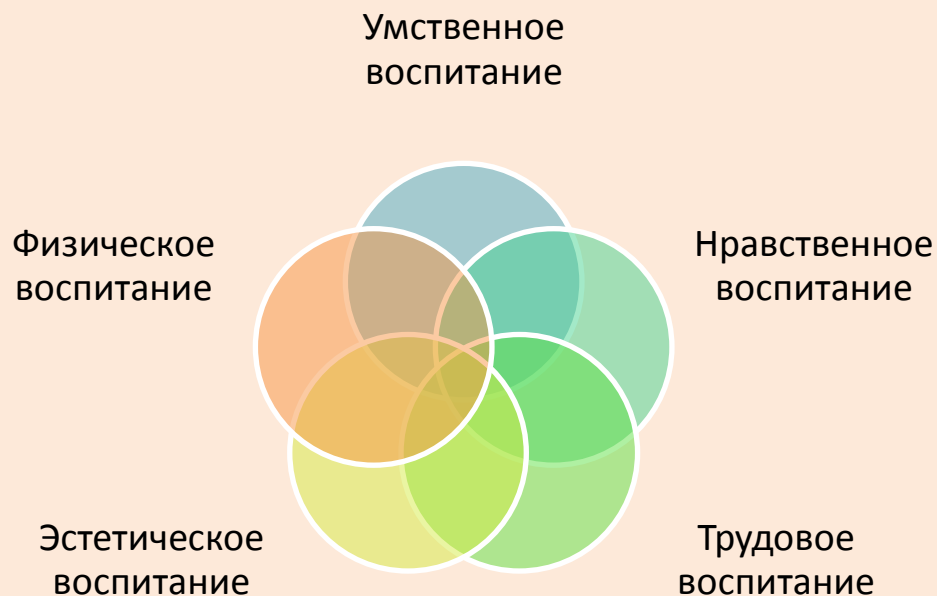 Умственное
воспитание
Физическое
воспитание
Нравственное
воспитание
Эстетическое
воспитание
Трудовое
воспитание